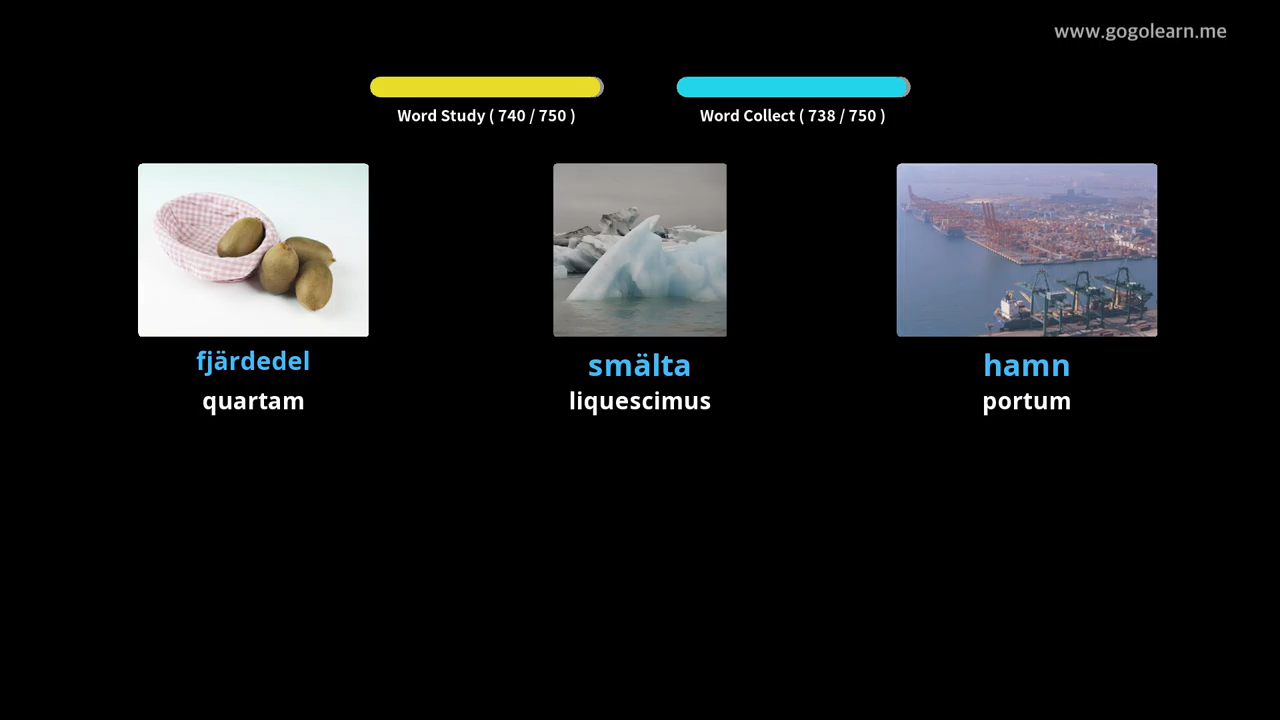 www.gogolearn.me
Word Study ( 740 / 750 )
Word Collect ( 738 / 750 )
fjärdedel
quartam
smälta
liquescimus
hamn
portum